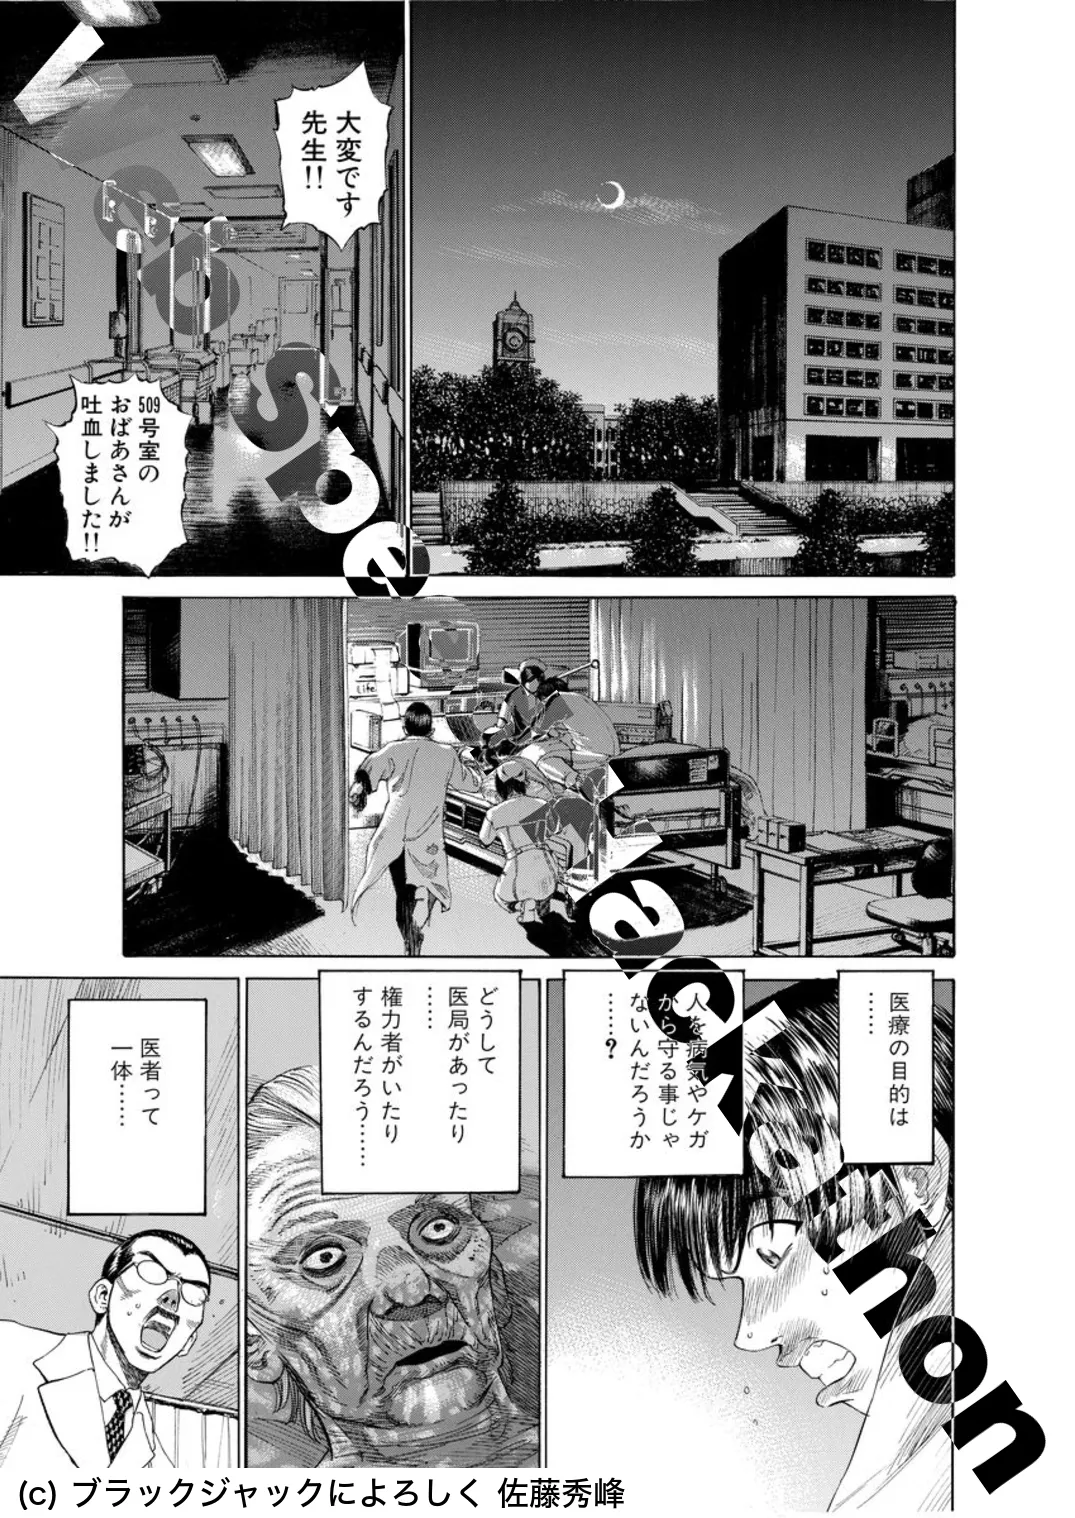 大変です
先生!!
509号室の
おばあさんが
吐血しました!!
Life
医療の目的は
……
人を病気やケガ
から守る事じゃ
ないんだろうか
……?
どうして
医局があったり
……
権力者がいたり
するんだろう……
医者って
一体……
(c) ブラックジャックによろしく 佐藤秀峰